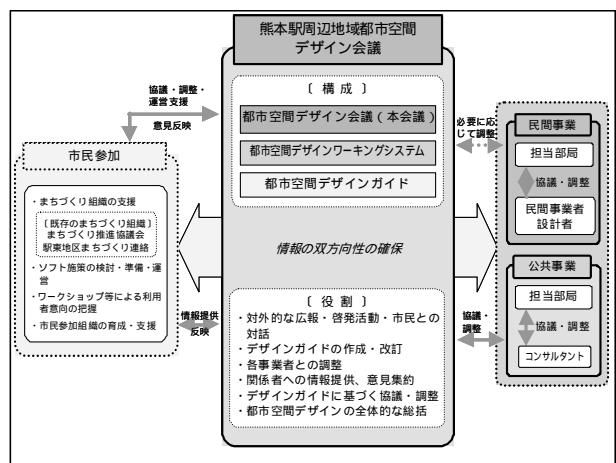 熊本駅周辺地域都市空間
デザイン会議
〔 構成 〕
都市空間デザイン会議(本会議)
都市空間デザインワーキングシステム
都市空間デザインガイド
情報の双方向性の確保
〔 役割 〕
・対外的な広報・啓発活動・市民との
対話
・デザインガイドの作成・改訂
・各事業者との調整
・関係者への情報提供、意見集約
・デザインガイドに基づく協議・調整
・都市空間デザインの全体的な総括
協議・調整・
運営支援
意見反映
市民参加
・まちづくり組織の支援
〔既存のまちづくり組織〕
まちづくり推進協議会
駅東地区まちづくり連絡
・ソフト施策の検討・準備・運
営
・ワークショップ等による利用
者意向の把握
・市民参加組織の育成・支援
情報提供
反映
必要に応
じて調整
民間事業
担当部局
協議・調整
民間事業者
設計者
公共事業
担当部局
協議・調整
コンサルタント
協議・
調整